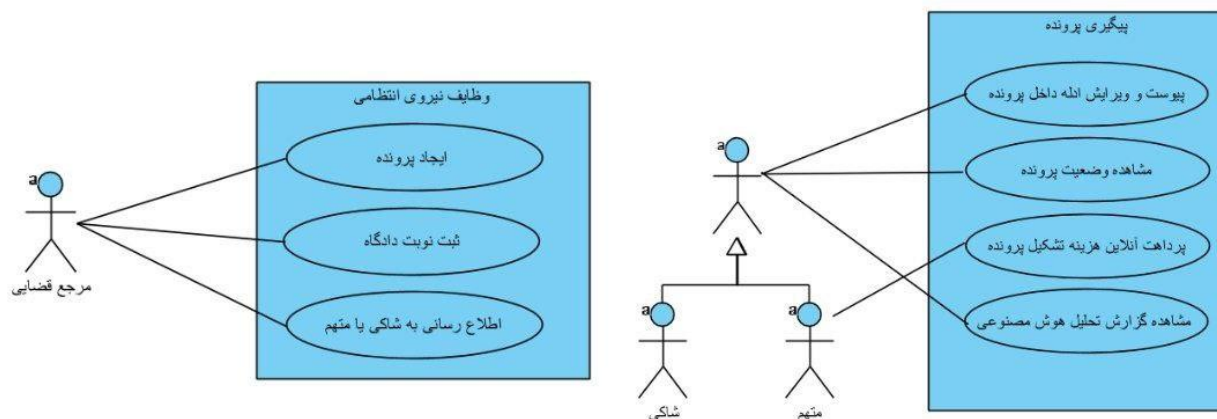 وظایف نیروی انتظامی
ایجاد پرونده
ثبت نوبت دادگاه
اطلاع رسانی به شاکی یا متهم
a
مرجع قضایی
پیگیری پرونده
پیوست و ویرایش ادله داخل پرونده
مشاهده وضعیت پرونده
پرداهت آنلاین هزینه تشکیل پرونده
مشاهده گزارش تحلیل هوش مصنوعی
a
a
شاکی
a
متهم